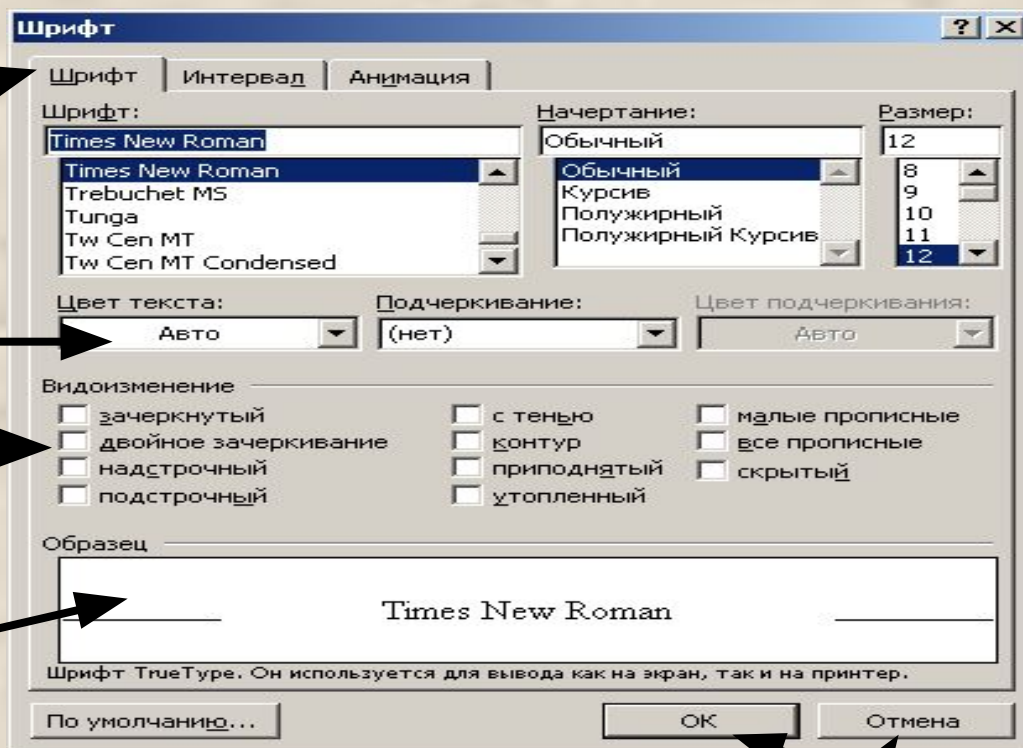 Шрифт
Шрифт Интервал Анимация
Шрифт: Начертание: Размер:
Times New Roman Обычный 12
Times New Roman Обычный 8
Trebuchet MS Курсив 9
Tunga Полужирный 10
Tw Cen MT Полужирный Курсив 11
Tw Cen MT Condensed 12
Цвет текста: Подчеркивание: Цвет подчеркивания:
Авто (нет) Авто
Видоизменение
зачеркнутый с тенью малые прописные
двойное зачеркивание контур все прописные
надстрочный приподнятый скрытый
подстрочный утопленный
Образец
Times New Roman
Шрифт TrueType. Он используется для вывода как на экран, так и на принтер.
По умолчанию... ОК Отмена